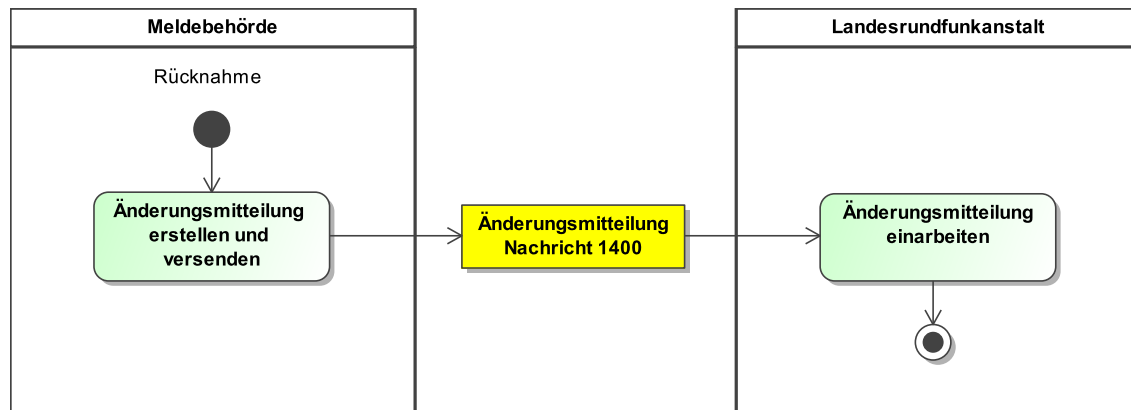 Meldebehörde
Landesrundfunkanstalt
Rücknahme
Änderungsmitteilung
erstellen und
versenden
Änderungsmitteilung
Nachricht 1400
Änderungsmitteilung
einarbeiten